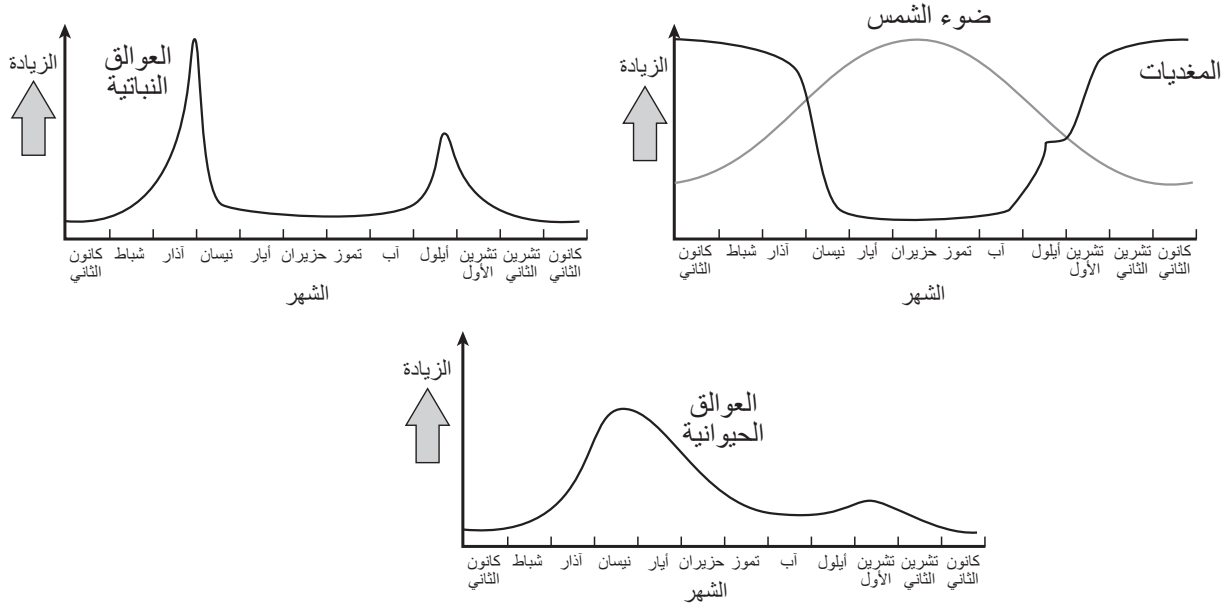 العوالق
النباتية
الزيادة
كانون الثاني شباط آذار نيسان أيار حزيران تموز آب أيلول تشرين الأول تشرين الثاني كانون الثاني
الشهر
ضوء الشمس
المغديات
الزيادة
كانون الثاني شباط آذار نيسان أيار حزيران تموز آب أيلول تشرين الأول تشرين الثاني كانون الثاني
الشهر
العوالق
الحيوانية
الزيادة
كانون الثاني شباط آذار نيسان أيار حزيران تموز آب أيلول تشرين الأول تشرين الثاني كانون الثاني
الشهر